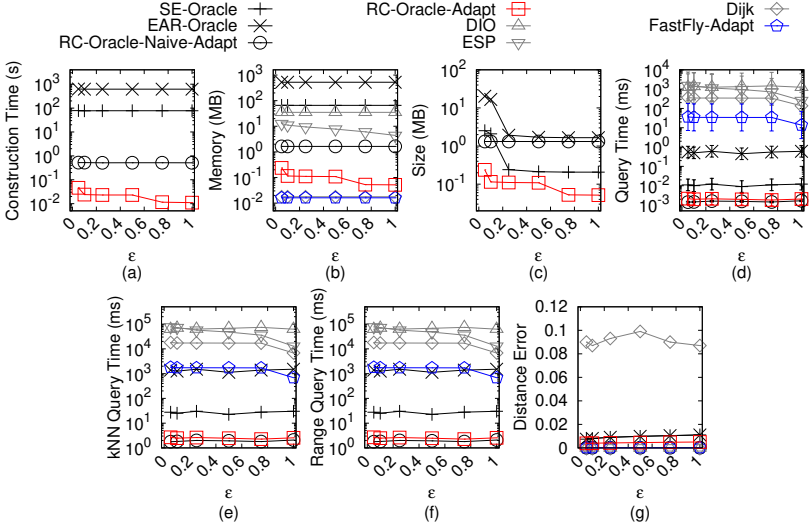 SE-Oracle
EAR-Oracle
RC-Oracle-Naive-Adapt
RC-Oracle-Adapt
DIO
ESP
Dijk
FastFly-Adapt
Construction Time (s)
10^3
10^2
10^1
10^0
10^-1
10^-2
0.2
0.4
0.6
0.8
1
ε
(a)
Memory (MB)
10^3
10^2
10^1
10^0
10^-1
10^-2
0.2
0.4
0.6
0.8
1
ε
(b)
Size (MB)
10^2
10^1
10^0
10^-1
0.2
0.4
0.6
0.8
1
ε
(c)
Query Time (ms)
10^4
10^3
10^2
10^1
10^0
10^-1
10^-2
10^-3
0.2
0.4
0.6
0.8
1
ε
(d)
kNN Query Time (ms)
10^5
10^4
10^3
10^2
10^1
10^0
0.2
0.4
0.6
0.8
1
ε
(e)
Range Query Time (ms)
10^5
10^4
10^3
10^2
10^1
10^0
0.2
0.4
0.6
0.8
1
ε
(f)
Distance Error
0.12
0.1
0.08
0.06
0.04
0.02
0
0.2
0.4
0.6
0.8
1
ε
(g)